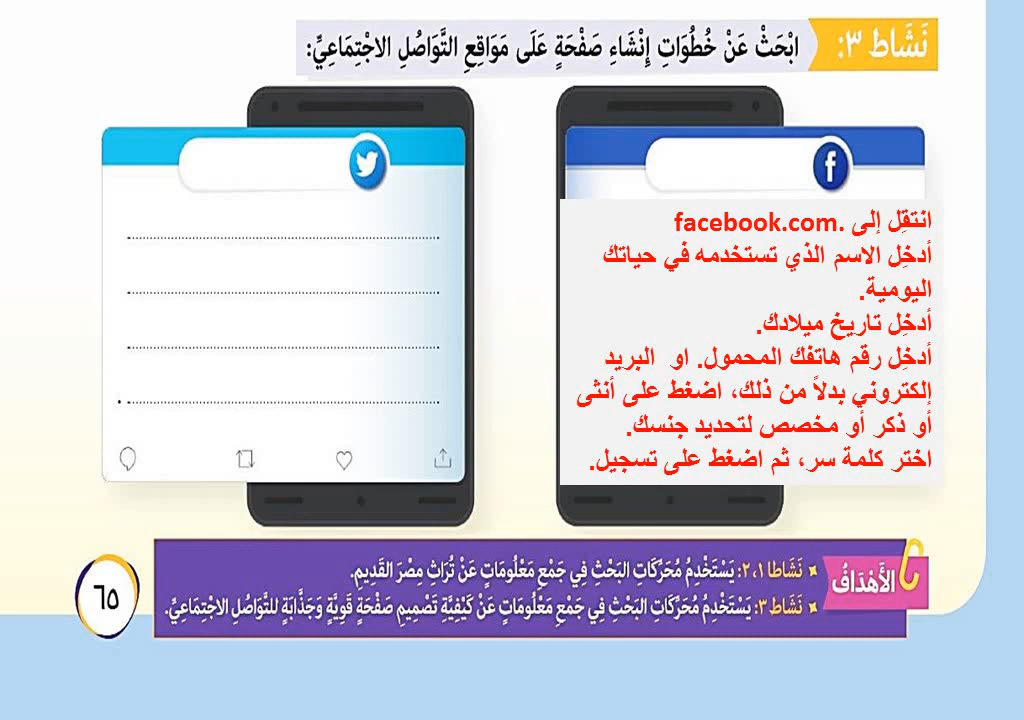 نَشَاط ٣:
ابْحَثْ عَنْ خُطُوَاتِ إِنْشَاءِ صَفْحَةٍ عَلَى مَوَاقِعِ التَّوَاصُلِ الاجْتِمَاعِيِّ:
انتقِل إلى facebook.com.
أدخِل الاسم الذي تستخدمه في حياتك
اليومية.
أدخِل تاريخ ميلادك.
أدخِل رقم هاتفك المحمول. او البريد
إلكتروني بدلاً من ذلك، اضغط على أنثى
أو ذكر أو مخصص لتحديد جنسك.
اختر كلمة سر، ثم اضغط على تسجيل.
الأَهْدَافُ
نَشَاطا ١، ٢: يَسْتَخْدِمُ مُحَرِّكَاتِ البَحْثِ فِي جَمْعِ مَعْلُومَاتٍ عَنْ تُرَاثِ مِصْرَ القَدِيمِ.
نَشَاط ٣: يَسْتَخْدِمُ مُحَرِّكَاتِ البَحْثِ فِي جَمْعِ مَعْلُومَاتٍ عَنْ كَيْفِيَّةِ تَصْمِيمِ صَفْحَةٍ قَوِيَّةٍ وَجَذَّابَةٍ لِلتَّوَاصُلِ الاجْتِمَاعِيِّ.
٦٥